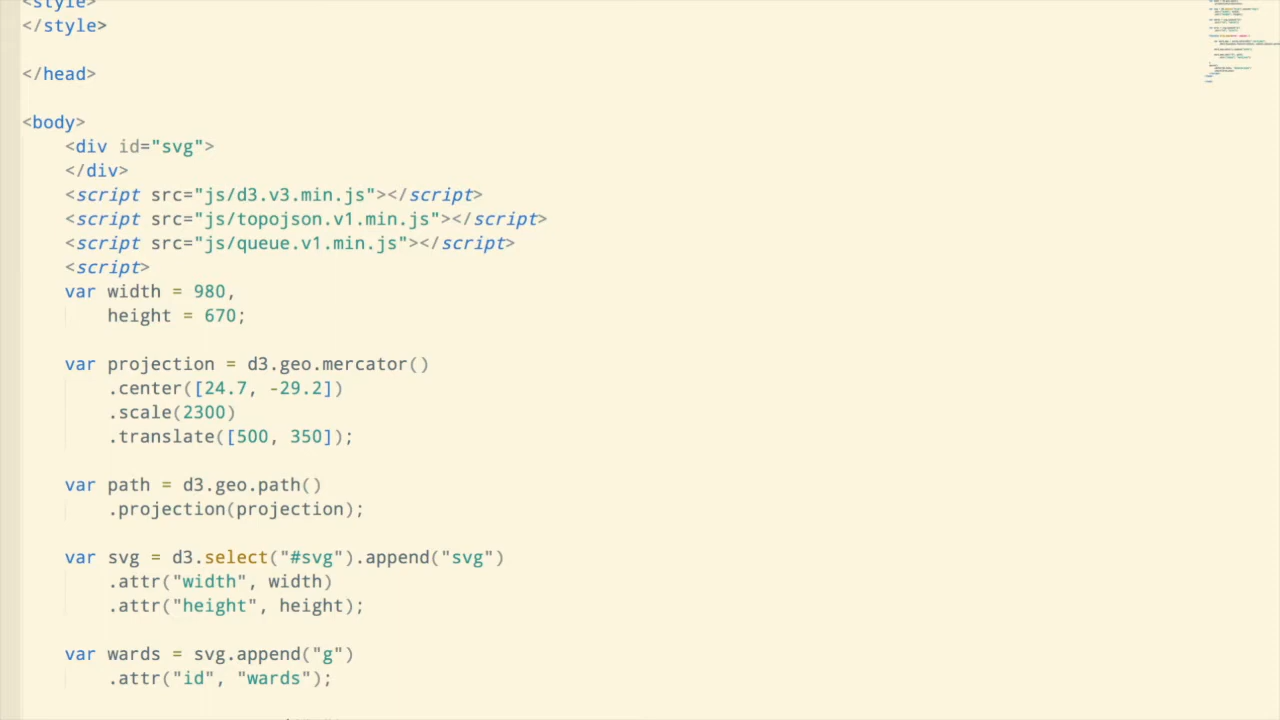 <style>
</style>
</head>
<body>
<div id="svg">
</div>
<script src="js/d3.v3.min.js"></script>
<script src="js/topojson.v1.min.js"></script>
<script src="js/queue.v1.min.js"></script>
<script>
var width = 980,
height = 670;
var projection = d3.geo.mercator()
.center([24.7, -29.2])
.scale(2300)
.translate([500, 350]);
var path = d3.geo.path()
.projection(projection);
var svg = d3.select("#svg").append("svg")
.attr("width", width)
.attr("height", height);
var wards = svg.append("g")
.attr("id", "wards");